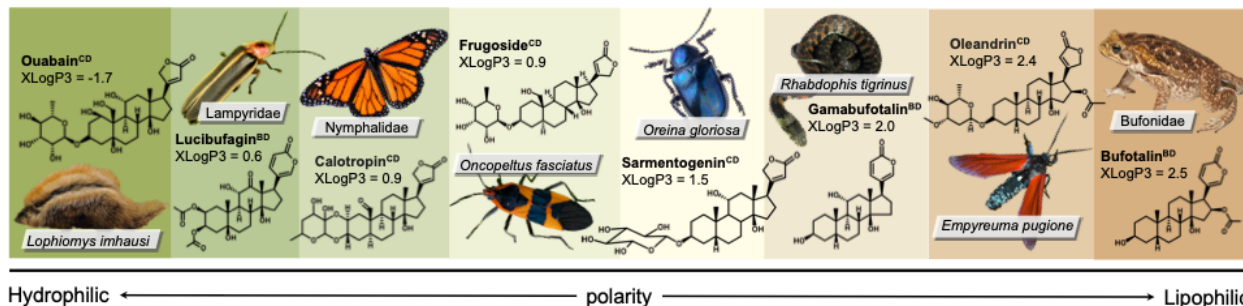 Ouabain^CD
XLogP3 = -1.7
Lophiomys imhausi
Lampyridae
Lucibufagin^BD
XLogP3 = 0.6
Nymphalidae
Calotropin^CD
XLogP3 = 0.9
Frugoside^CD
XLogP3 = 0.9
Oncopeltus fasciatus
Oreina gloriosa
Sarmentogenin^CD
XLogP3 = 1.5
Rhabdophis tigrinus
Gamabufotalin^BD
XLogP3 = 2.0
Oleandrin^CD
XLogP3 = 2.4
Empyreuma pugione
Bufonidae
Bufotalin^BD
XLogP3 = 2.5
Hydrophilic
polarity
Lipophilic